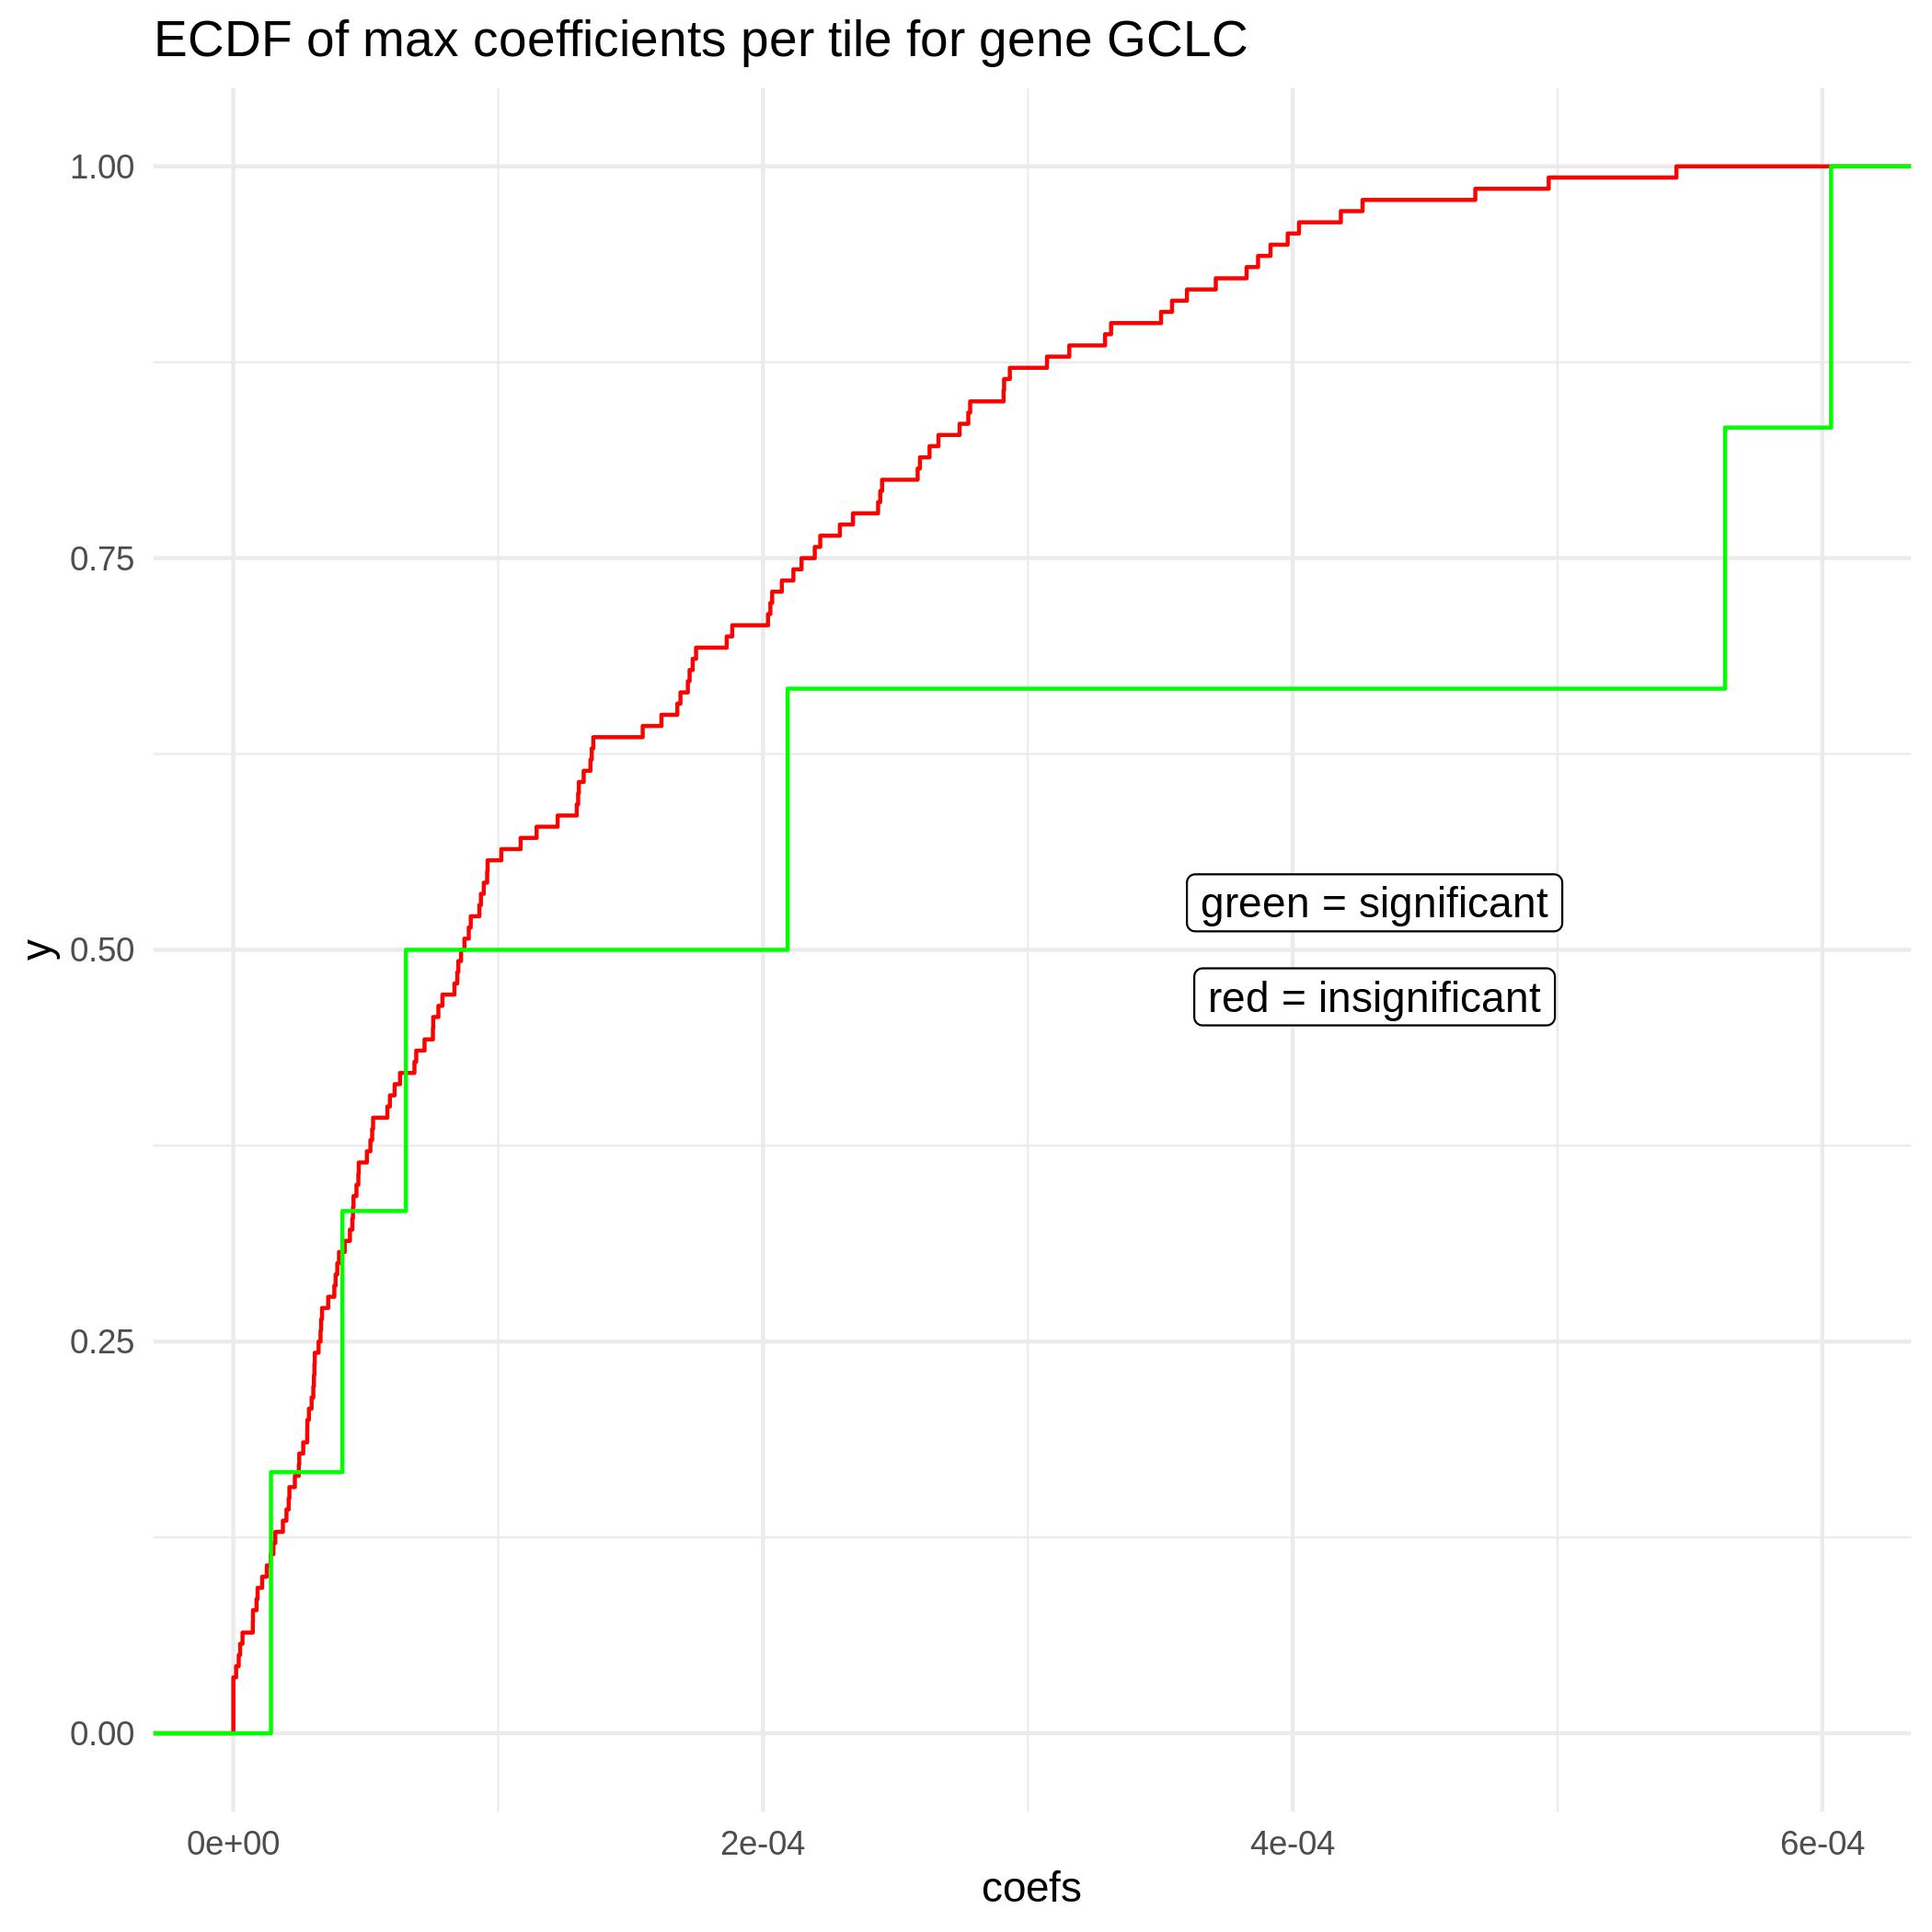 ECDF of max coefficients per tile for gene GCLC
1.00
0.75
0.50
0.25
0.00
y
green = significant
red = insignificant
0e+00 2e-04 4e-04 6e-04
coefs